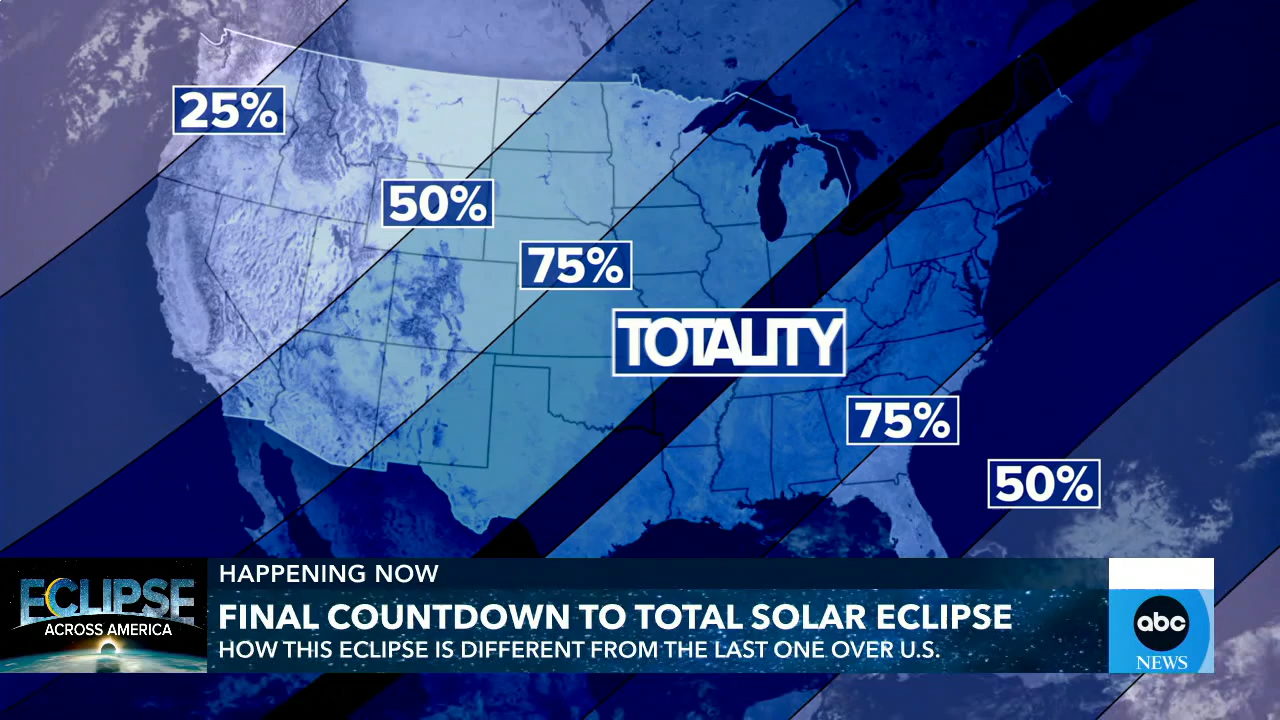 25%
50%
75%
TOTALITY
75%
50%
HAPPENING NOW
ECLIPSE
ACROSS AMERICA
FINAL COUNTDOWN TO TOTAL SOLAR ECLIPSE
HOW THIS ECLIPSE IS DIFFERENT FROM THE LAST ONE OVER U.S.
abc
NEWS